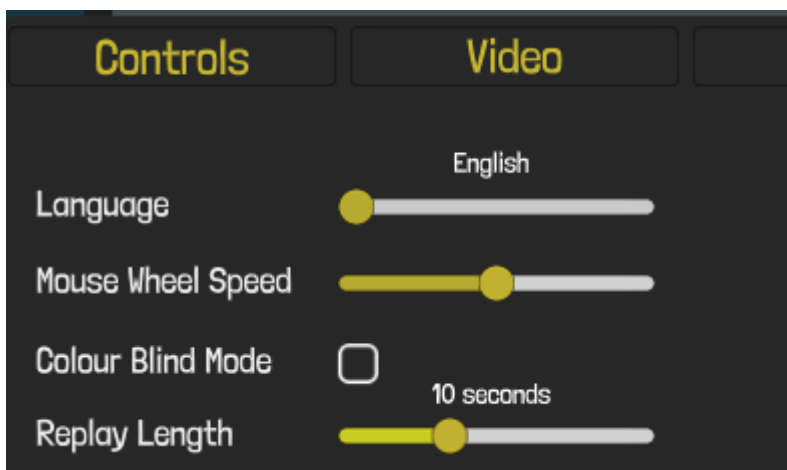 Controls Video
English
Language
Mouse Wheel Speed
Colour Blind Mode
10 seconds
Replay Length